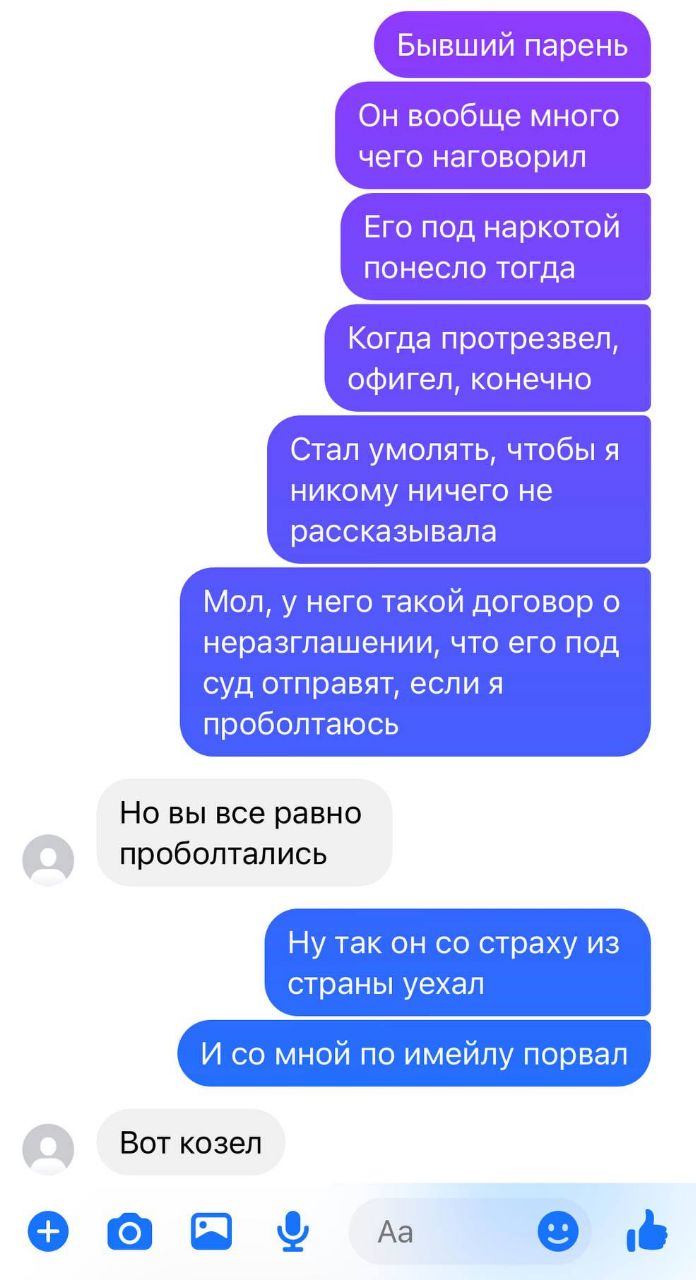 Бывший парень
Он вообще много
чего наговорил
Его под наркотой
понесло тогда
Когда протрезвел,
офигел, конечно
Стал умолять, чтобы я
никому ничего не
рассказывала
Мол, у него такой договор о
неразглашении, что его под
суд отправят, если я
проболтаюсь
Но вы все равно
проболтались
Ну так он со страху из
страны уехал
И со мной по имейлу порвал
Вот козел
Aa